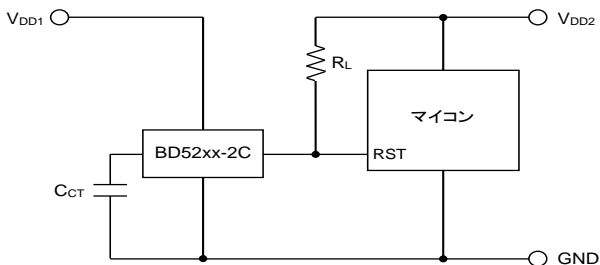 VDD1
VDD2
RL
マイコン
BD52xx-2C
RST
CCT
GND